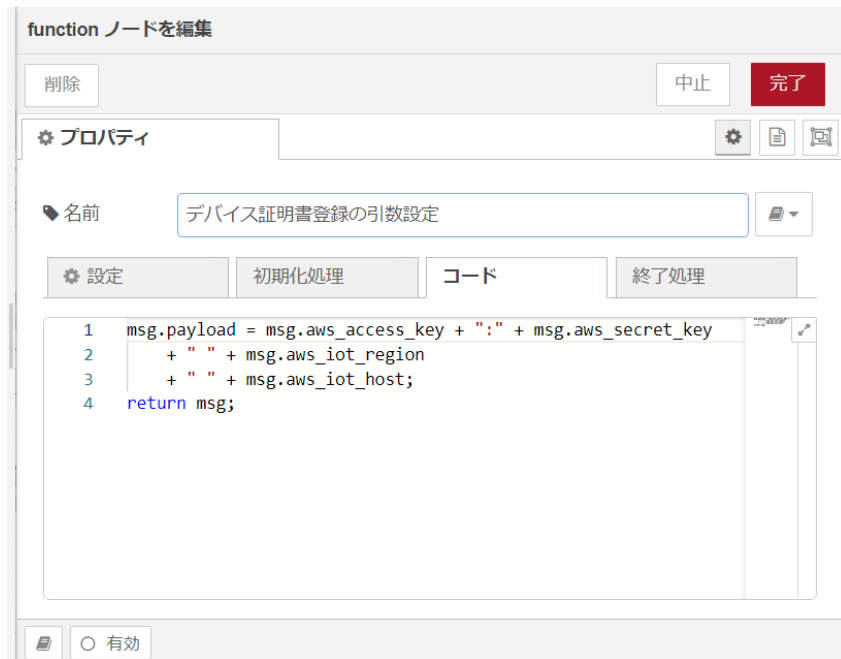 function ノードを編集
削除
中止
完了
プロパティ
名前
デバイス証明書登録の引数設定
設定
初期化処理
コード
終了処理
1 msg.payload = msg.aws_access_key + ":" + msg.aws_secret_key
2 + " " + msg.aws_iot_region
3 + " " + msg.aws_iot_host;
4 return msg;
有効